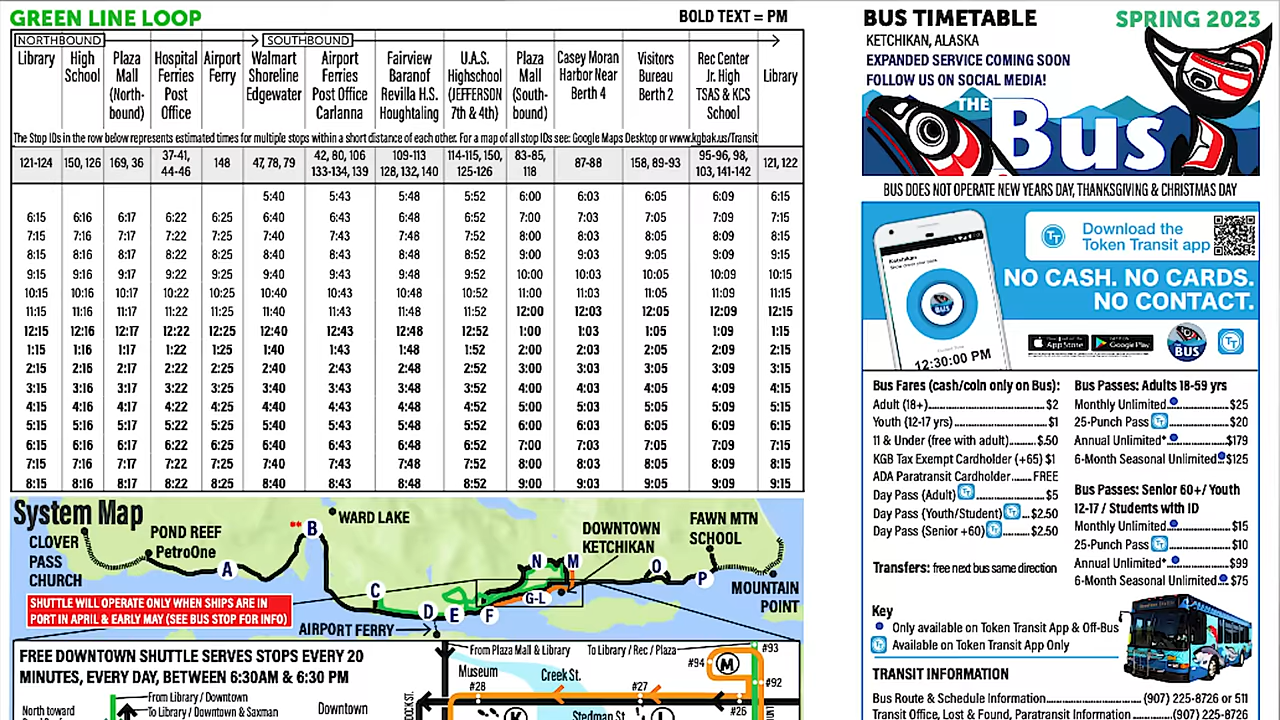 GREEN LINE LOOP
BOLD TEXT = PM
NORTHBOUND
SOUTHBOUND
Library
High School
Plaza Mall (North-bound)
Hospital Ferries Post Office
Airport Ferry
Walmart Shoreline Edgewater
Airport Ferries Post Office Carlanna
Fairview Baranof Revilla H.S. Houghtaling
U.A.S. Highschool (JEFFERSON 7th & 4th)
Plaza Mall (South-bound)
Casey Moran Harbor Near Berth 4
Visitors Bureau Berth 2
Rec Center Jr. High TSAS & KCS School
Library
The Stop IDs in the row below represents estimated times for multiple stops within a short distance of each other. For a map of all stop IDs see: Google Maps Desktop or www.kgbak.us/Transit
121-124 150, 126 169, 36 37-41, 44-46 148 47, 78, 79 42, 80, 106 133-134, 139 109-113 128, 132, 140 114-115, 150, 125-126 83-85, 118 87-88 158, 89-93 95-96, 98, 103, 141-142 121, 122
5:40 5:43 5:48 5:52 6:00 6:03 6:05 6:09 6:15
6:15 6:16 6:17 6:22 6:25 6:40 6:43 6:48 6:52 7:00 7:03 7:05 7:09 7:15
7:15 7:16 7:17 7:22 7:25 7:40 7:43 7:48 7:52 8:00 8:03 8:05 8:09 8:15
8:15 8:16 8:17 8:22 8:25 8:40 8:43 8:48 8:52 9:00 9:03 9:05 9:09 9:15
9:15 9:16 9:17 9:22 9:25 9:40 9:43 9:48 9:52 10:00 10:03 10:05 10:09 10:15
10:15 10:16 10:17 10:22 10:25 10:40 10:43 10:48 10:52 11:00 11:03 11:05 11:09 11:15
11:15 11:16 11:17 11:22 11:25 11:40 11:43 11:48 11:52 12:00 12:03 12:05 12:09 12:15
12:15 12:16 12:17 12:22 12:25 12:40 12:43 12:48 12:52 1:00 1:03 1:05 1:09 1:15
1:15 1:16 1:17 1:22 1:25 1:40 1:43 1:48 1:52 2:00 2:03 2:05 2:09 2:15
2:15 2:16 2:17 2:22 2:25 2:40 2:43 2:48 2:52 3:00 3:03 3:05 3:09 3:15
3:15 3:16 3:17 3:22 3:25 3:40 3:43 3:48 3:52 4:00 4:03 4:05 4:09 4:15
4:15 4:16 4:17 4:22 4:25 4:40 4:43 4:48 4:52 5:00 5:03 5:05 5:09 5:15
5:15 5:16 5:17 5:22 5:25 5:40 5:43 5:48 5:52 6:00 6:03 6:05 6:09 6:15
6:15 6:16 6:17 6:22 6:25 6:40 6:43 6:48 6:52 7:00 7:03 7:05 7:09 7:15
7:15 7:16 7:17 7:22 7:25 7:40 7:43 7:48 7:52 8:00 8:03 8:05 8:09 8:15
8:15 8:16 8:17 8:22 8:25 8:40 8:43 8:48 8:52 9:00 9:03 9:05 9:09 9:15
System Map
CLOVER PASS CHURCH
POND REEF
PetroOne
A
B
WARD LAKE
C
D
E
F
G-L
N
M
DOWNTOWN KETCHIKAN
FAWN MTN SCHOOL
O
P
MOUNTAIN POINT
SHUTTLE WILL OPERATE ONLY WHEN SHIPS ARE IN
PORT IN APRIL & EARLY MAY (SEE BUS STOP FOR INFO)
AIRPORT FERRY
FREE DOWNTOWN SHUTTLE SERVES STOPS EVERY 20
MINUTES, EVERY DAY, BETWEEN 6:30AM & 6:30 PM
From Library / Downtown
To Library / Downtown & Saxman
North toward
Downtown
From Plaza Mall & Library
To Library / Rec / Plaza
Museum
#28
Creek St.
#27
#94
M
#93
#92
#26
DOCK ST.
Stedman St.
K
L
BUS TIMETABLE
SPRING 2023
KETCHIKAN, ALASKA
EXPANDED SERVICE COMING SOON
FOLLOW US ON SOCIAL MEDIA!
THE Bus
BUS DOES NOT OPERATE NEW YEARS DAY, THANKSGIVING & CHRISTMAS DAY
TT
Download the
Token Transit app
NO CASH. NO CARDS.
NO CONTACT.
Ketchikan
BUS
12:30:00 PM
App Store
Google Play
THE BUS
TT
Bus Fares (cash/coin only on Bus):
Adult (18+) $2
Youth (12-17 yrs) $1
11 & Under (free with adult) $.50
KGB Tax Exempt Cardholder (+65) $1
ADA Paratransit Cardholder FREE
Day Pass (Adult) TT $5
Day Pass (Youth/Student) TT $2.50
Day Pass (Senior +60) TT $2.50
Transfers: free next bus same direction
Bus Passes: Adults 18-59 yrs
Monthly Unlimited $25
25-Punch Pass TT $20
Annual Unlimited* $179
6-Month Seasonal Unlimited $125
Bus Passes: Senior 60+/ Youth
12-17 / Students with ID
Monthly Unlimited $15
25-Punch Pass TT $10
Annual Unlimited* $99
6-Month Seasonal Unlimited $75
Key
Only available on Token Transit App & Off-Bus
TT Available on Token Transit App Only
TRANSIT INFORMATION
Bus Route & Schedule Information (907) 225-8726 or 511
Transit Office, Lost & Found, Paratransit Information (907) 225-8726